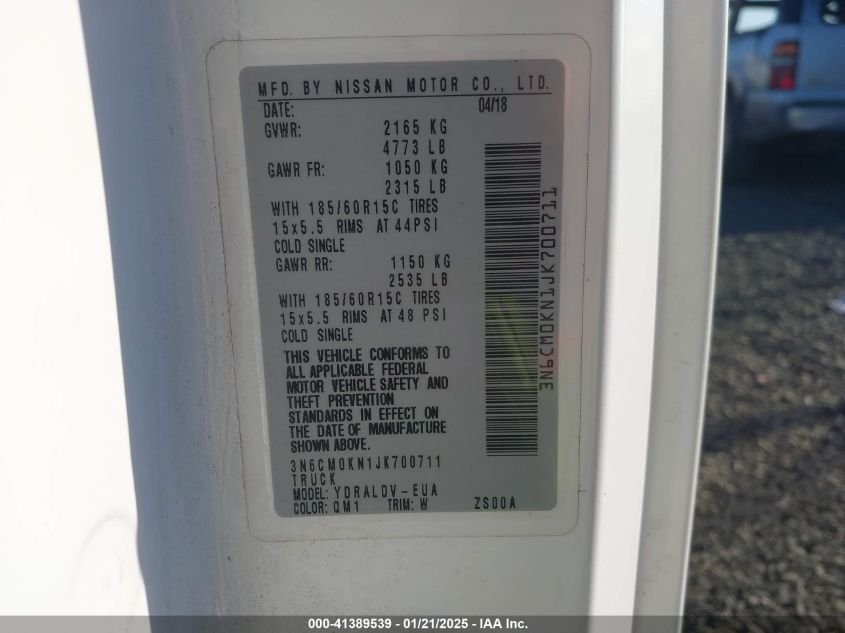 MFD. BY NISSAN MOTOR CO., LTD.
DATE: 04/18
GVWR: 2165 KG
4773 LB
GAWR FR: 1050 KG
2315 LB
WITH 185/60R15C TIRES
15x5.5 RIMS AT 44PSI
COLD SINGLE
GAWR RR: 1150 KG
2535 LB
WITH 185/60R15C TIRES
15x5.5 RIMS AT 48 PSI
COLD SINGLE
THIS VEHICLE CONFORMS TO
ALL APPLICABLE FEDERAL
MOTOR VEHICLE SAFETY AND
THEFT PREVENTION
STANDARDS IN EFFECT ON
THE DATE OF MANUFACTURE
SHOWN ABOVE.
3N6CM0KN1JK700711
TRUCK
MODEL: YDRALDV-EUA
COLOR: QM1 TRIM: W ZS00A
3N6CM0KN1JK700711
000-41389539 - 01/21/2025 - IAA Inc.